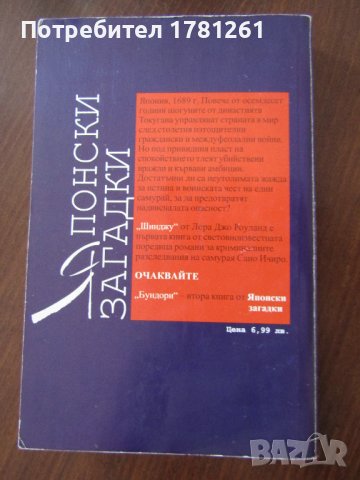 Потребител 1781261
ЯПОНСКИ
ЗАГАДКИ
Япония, 1689 г. Повече от осемдесет
години шогуните от династията
Токугава управляват страната в мир
след столетия изтощителни
граждански и междуфеодални войни.
Но под привидния пласт на
спокойствието тлеят убийствени
вражди и кървави амбиции.
Достатъчни ли са неутолимата жажда
за истина и воинската чест на един
самурай, за да предотвратят
надвисналата опасност?
„Шинджу“ от Лора Джо Роуланд е
първата книга от световноизвестната
поредица романи за криминалните
разследвания на самурая Сано Ичиро.
ОЧАКВАЙТЕ
„Бундори“ – втора книга от Японски
загадки
Цена 6,99 лв.
BAZAR